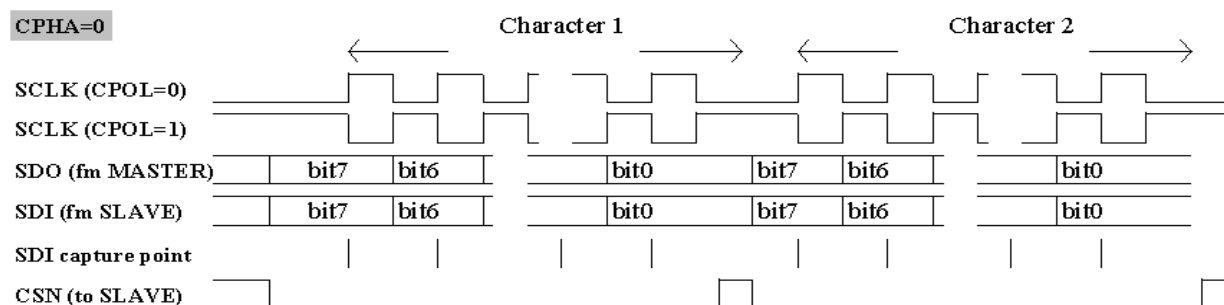 CPHA=0
Character 1 Character 2
SCLK (CPOL=0)
SCLK (CPOL=1)
SDO (fm MASTER) bit7 bit6 bit0 bit7 bit6 bit0
SDI (fm SLAVE) bit7 bit6 bit0 bit7 bit6 bit0
SDI capture point
CSN (to SLAVE)